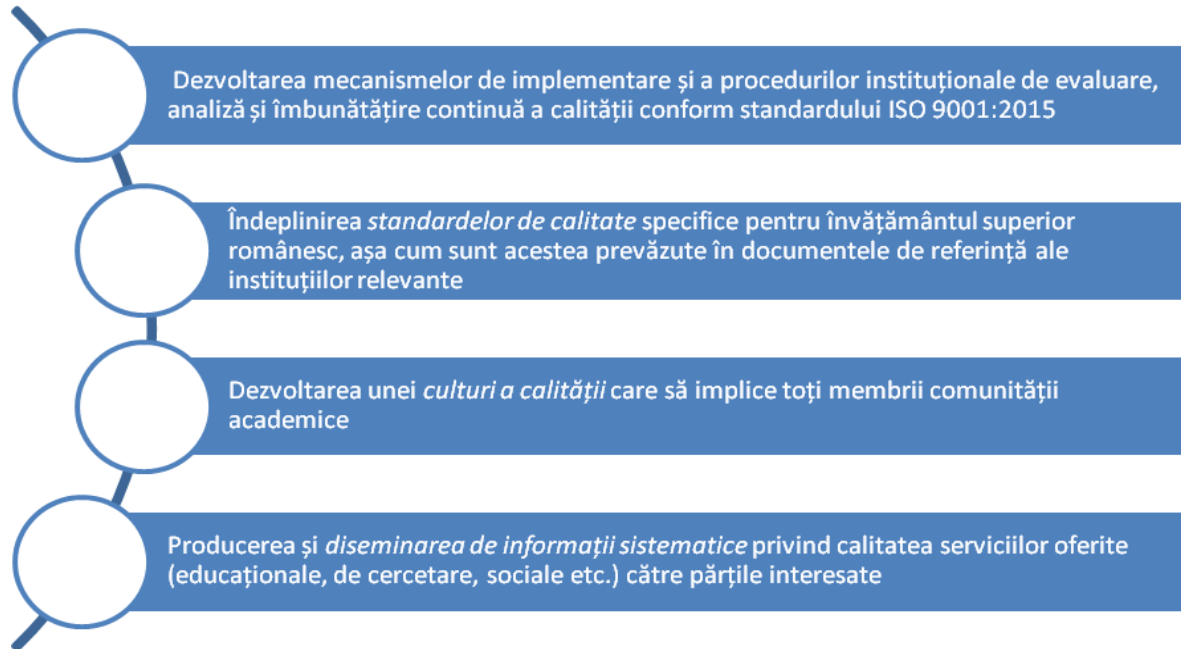 Dezvoltarea mecanismelor de implementare și a procedurilor instituționale de evaluare,
analiză și îmbunătățire continuă a calității conform standardului ISO 9001:2015
Îndeplinirea standardelor de calitate specifice pentru învățământul superior
românesc, așa cum sunt acestea prevăzute în documentele de referință ale
instituțiilor relevante
Dezvoltarea unei culturi a calității care să implice toți membrii comunității
academice
Producerea și diseminarea de informații sistematice privind calitatea serviciilor oferite
(educaționale, de cercetare, sociale etc.) către părțile interesate